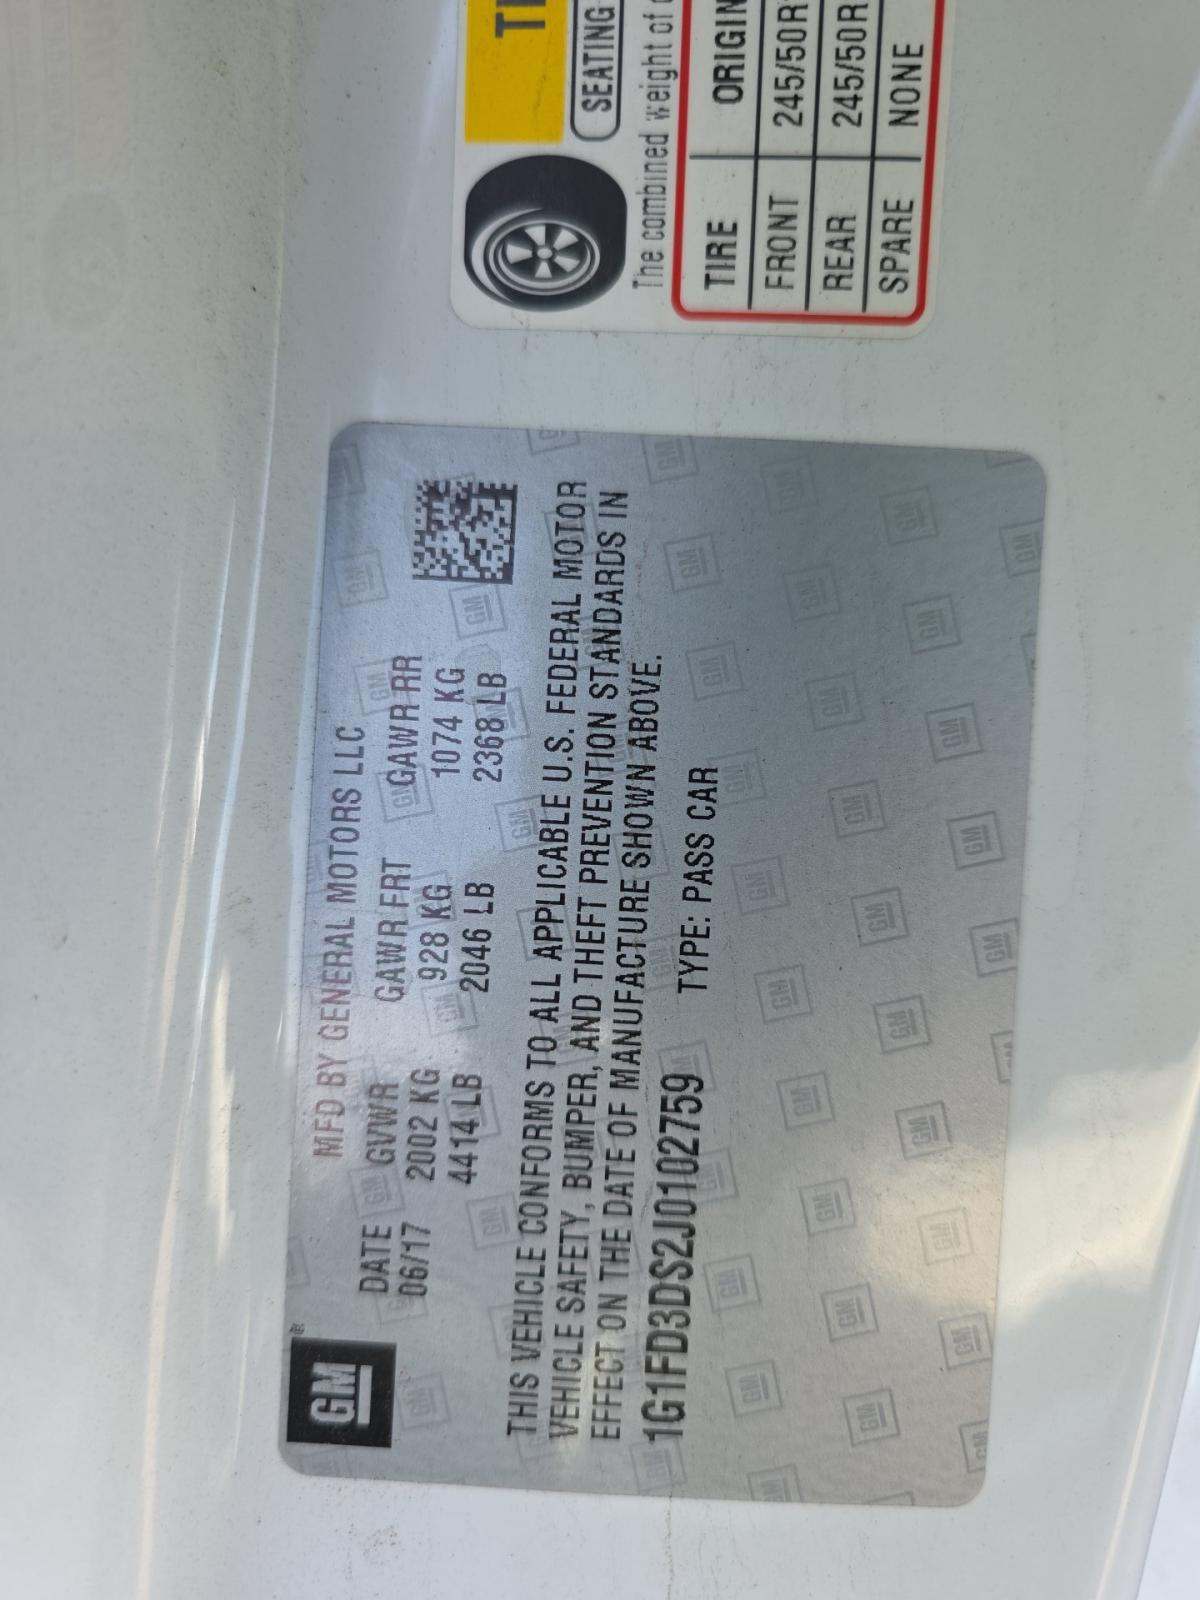 GM
MFD BY GENERAL MOTORS LLC
DATE GVWR GAWR FRT GAWR RR
06/17 2002 KG 928 KG 1074 KG
4414 LB 2046 LB 2368 LB
THIS VEHICLE CONFORMS TO ALL APPLICABLE U.S. FEDERAL MOTOR
VEHICLE SAFETY, BUMPER, AND THEFT PREVENTION STANDARDS IN
EFFECT ON THE DATE OF MANUFACTURE SHOWN ABOVE.
1G1FD3DS2J0102759 TYPE: PASS CAR
SEATING
The combined weight of
TIRE
FRONT 245/50R
REAR 245/50R
SPARE NONE